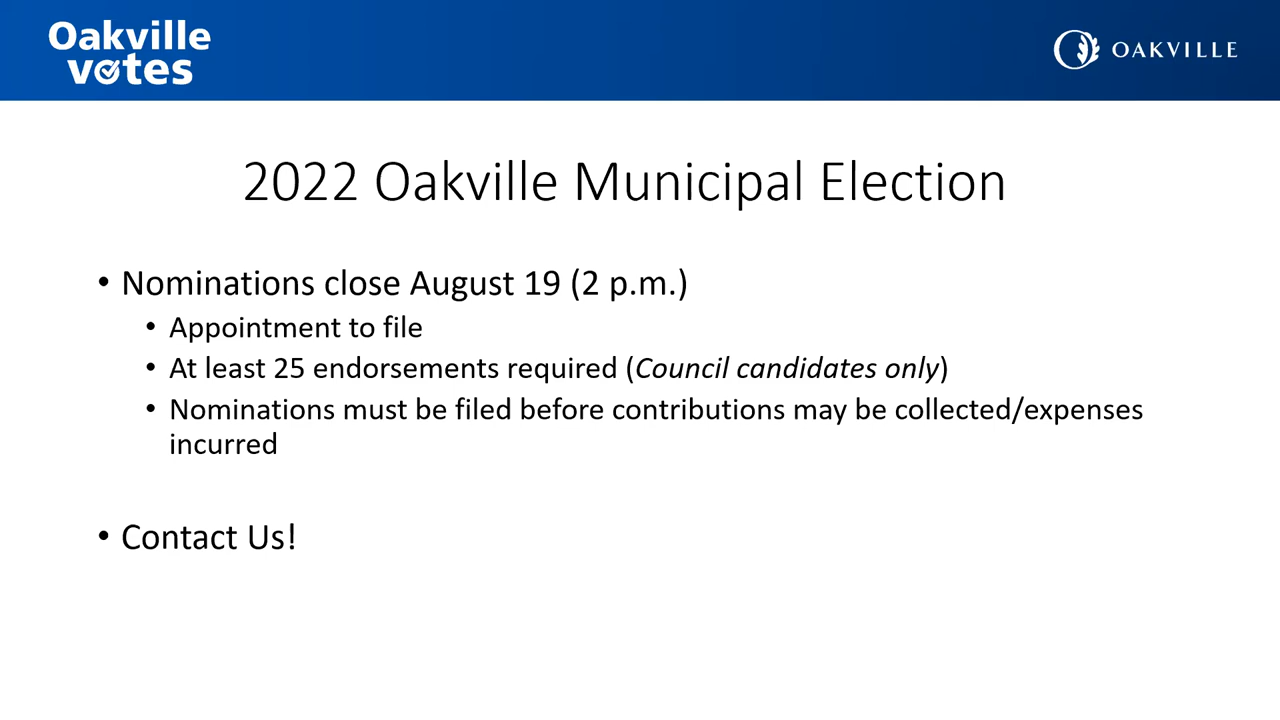 Oakville
votes
OAKVILLE
2022 Oakville Municipal Election
• Nominations close August 19 (2 p.m.)
• Appointment to file
• At least 25 endorsements required (Council candidates only)
• Nominations must be filed before contributions may be collected/expenses
incurred
• Contact Us!